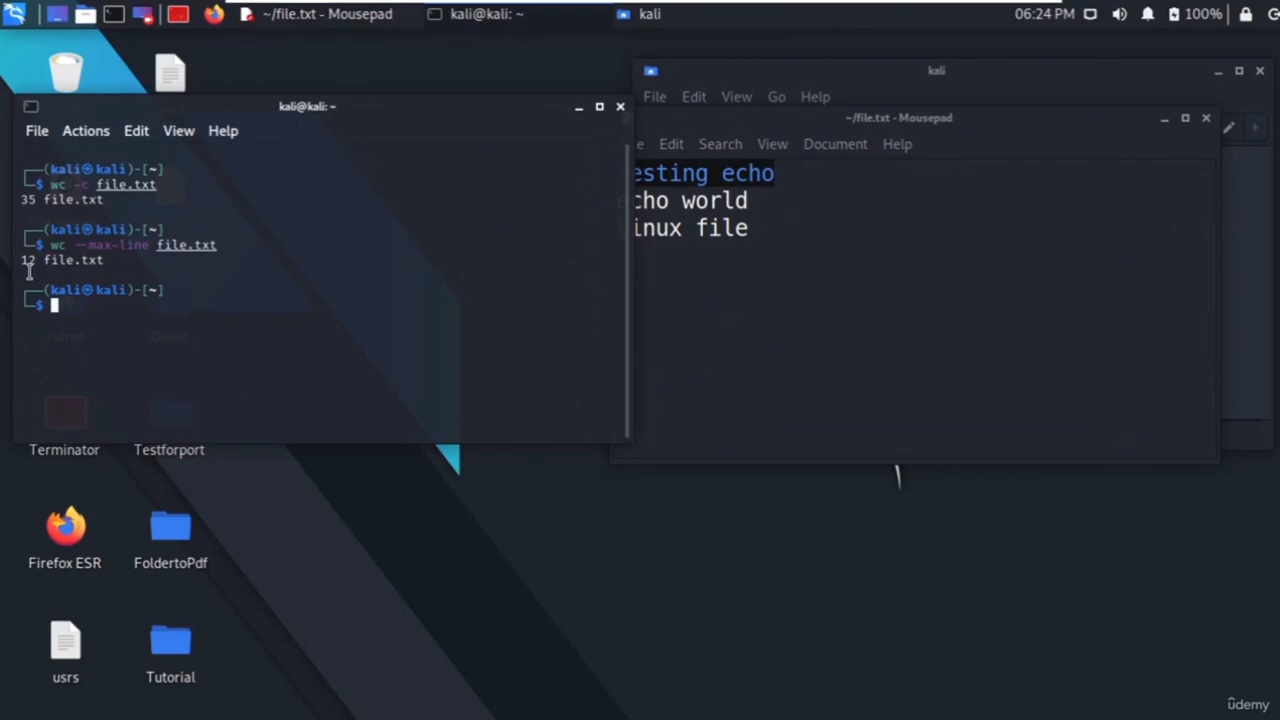 ~/file.txt - Mousepad
kali@kali: ~
kali
06:24 PM
100%
kali@kali: ~
File Actions Edit View Help
┌──(kali㉿kali)-[~]
└─$ wc -c file.txt
35 file.txt
┌──(kali㉿kali)-[~]
└─$ wc --max-line file.txt
12 file.txt
┌──(kali㉿kali)-[~]
└─$
kali
File Edit View Go Help
~/file.txt - Mousepad
le Edit Search View Document Help
esting echo
cho world
inux file
Home
Ghost
Terminator
Testforport
Firefox ESR
FoldertoPdf
usrs
Tutorial
ûdemy